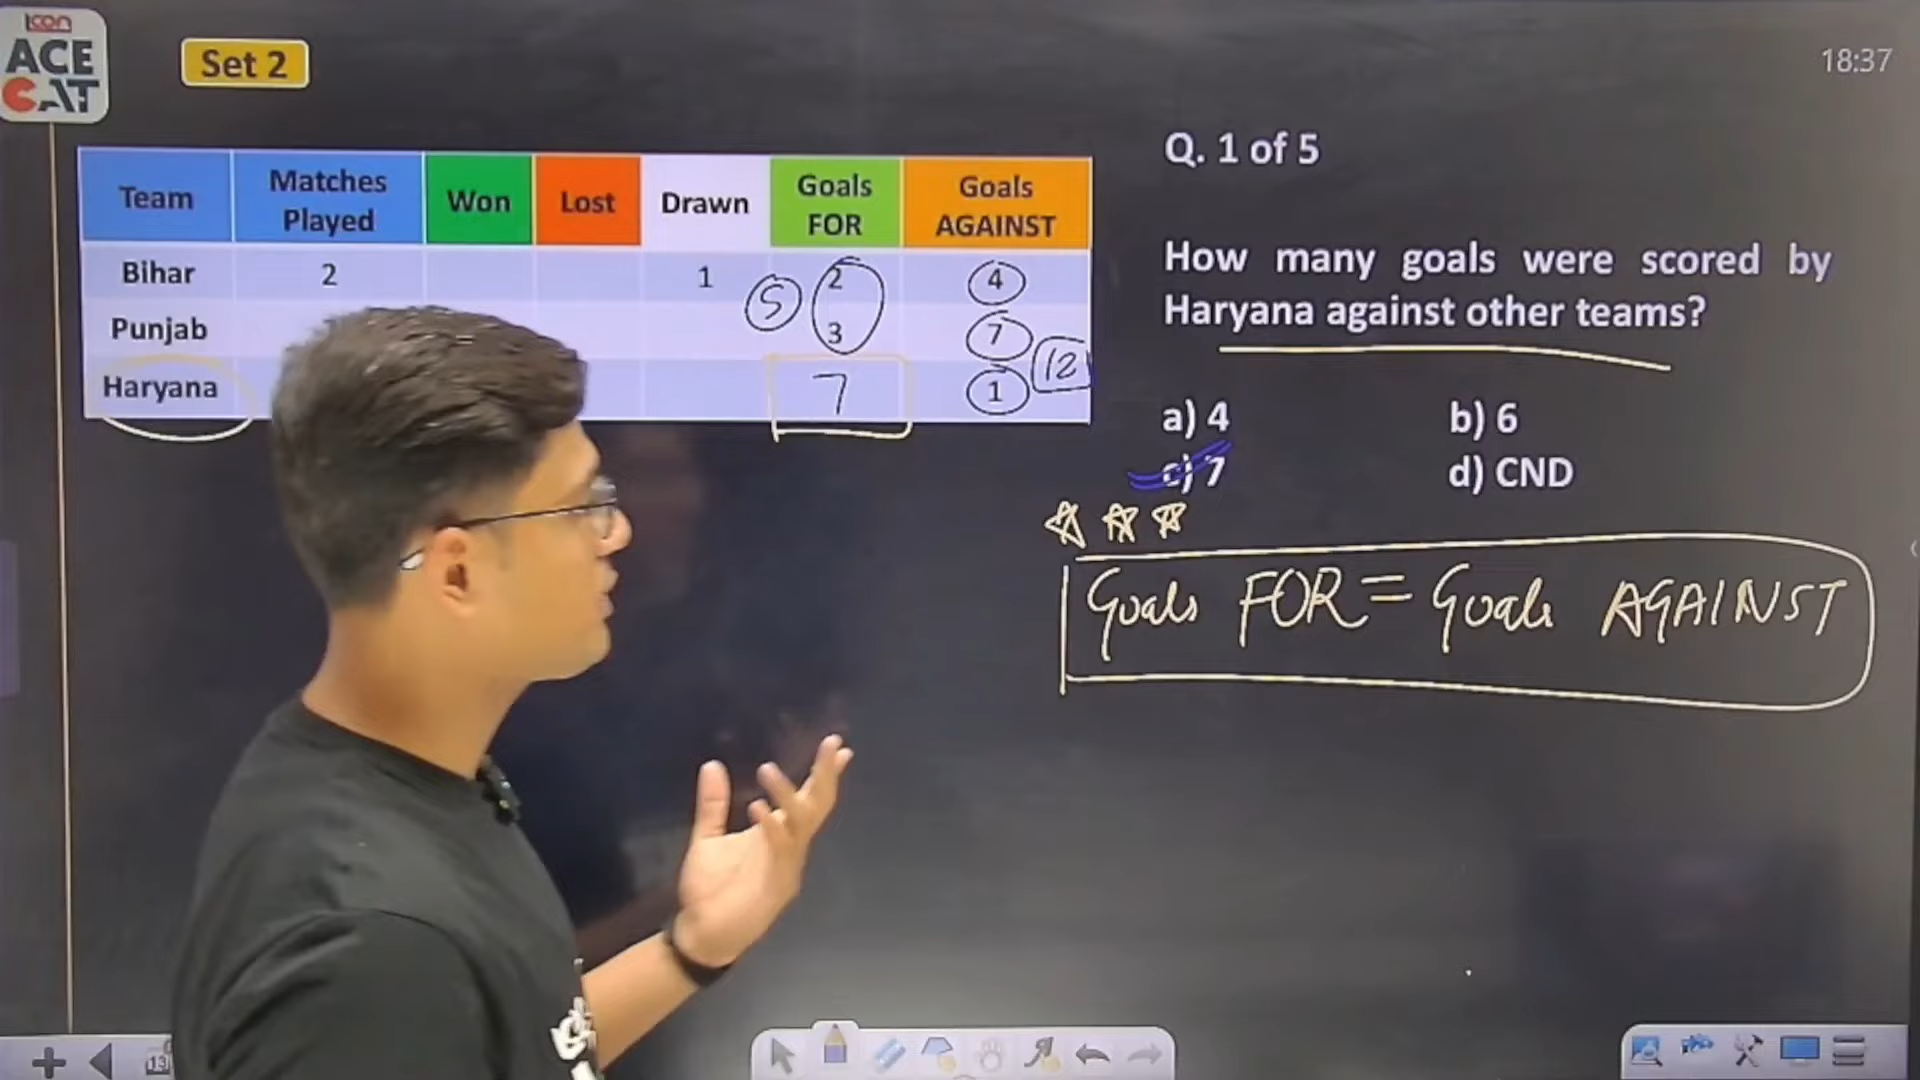 ICON
ACE
CAT
Set 2
18:37
Team Matches Played Won Lost Drawn Goals FOR Goals AGAINST
Bihar 2 1 5 2 4
Punjab 3 7
12
Haryana 7 1
Q. 1 of 5
How many goals were scored by
Haryana against other teams?
a) 4 b) 6
c) 7 d) CND
Goals FOR = Goals AGAINST
13